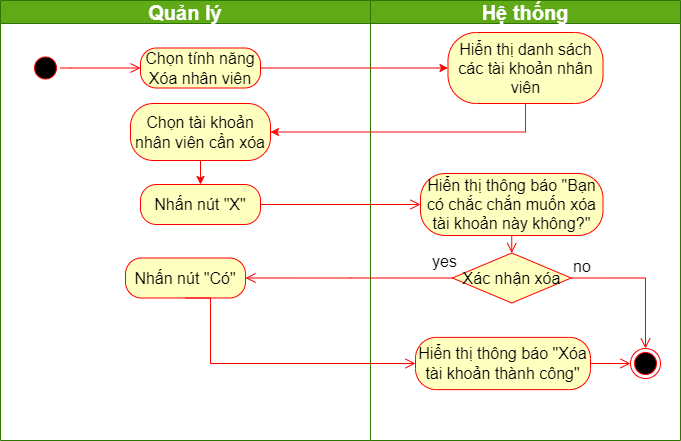 Quản lý
Hệ thống
Chọn tính năng
Xóa nhân viên
Hiển thị danh sách
các tài khoản nhân
viên
Chọn tài khoản
nhân viên cần xóa
Nhấn nút "X"
Hiển thị thông báo "Bạn
có chắc chắn muốn xóa
tài khoản này không?"
yes
Xác nhận xóa
no
Nhấn nút "Có"
Hiển thị thông báo "Xóa
tài khoản thành công"